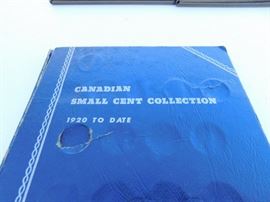 CANADIAN
SMALL CENT COLLECTION
1920 TO DATE